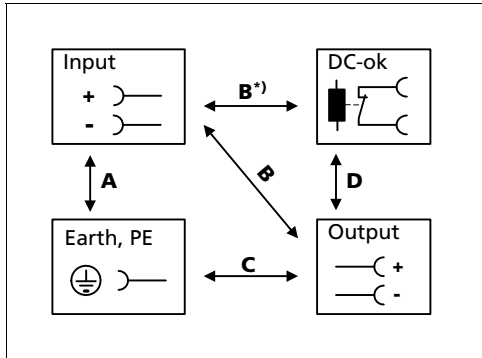 Input
+
-
DC-ok
B*)
A
B
D
Earth, PE
C
Output
+
-